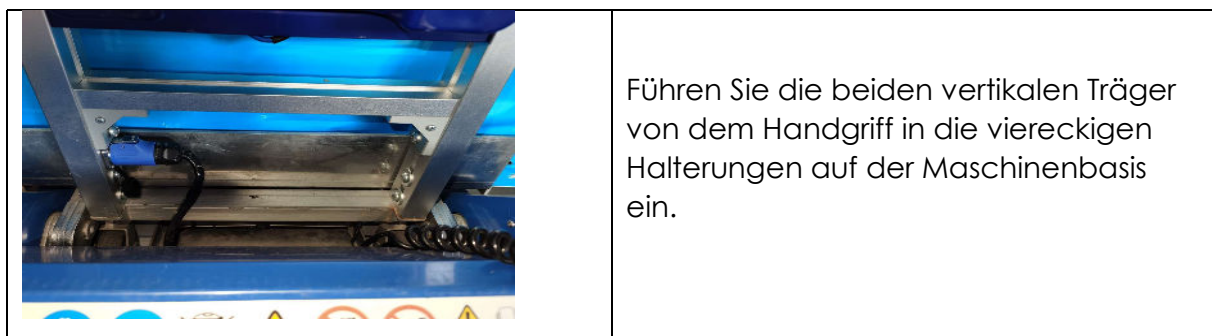 Führen Sie die beiden vertikalen Träger
von dem Handgriff in die viereckigen
Halterungen auf der Maschinenbasis
ein.